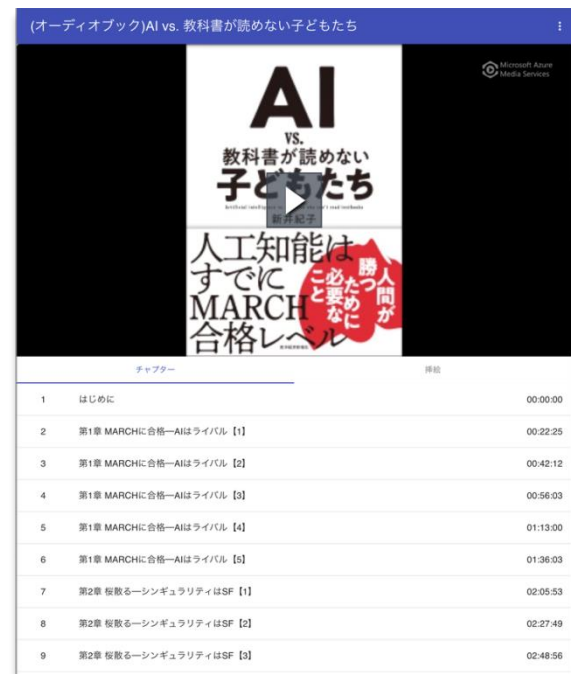 (オーディオブック)AI vs. 教科書が読めない子どもたち
Microsoft Azure
Media Services
AI
VS.
教科書が読めない
子どもたち
新井紀子
人工知能は
すでに
MARCH
合格レベル
人間が
勝つ
ために
必要な
こと
チャプター
挿絵
1 はじめに 00:00:00
2 第1章 MARCHに合格―AIはライバル【1】 00:22:25
3 第1章 MARCHに合格―AIはライバル【2】 00:42:12
4 第1章 MARCHに合格―AIはライバル【3】 00:56:03
5 第1章 MARCHに合格―AIはライバル【4】 01:13:00
6 第1章 MARCHに合格―AIはライバル【5】 01:36:03
7 第2章 桜散る―シンギュラリティはSF【1】 02:05:53
8 第2章 桜散る―シンギュラリティはSF【2】 02:27:49
9 第2章 桜散る―シンギュラリティはSF【3】 02:48:56